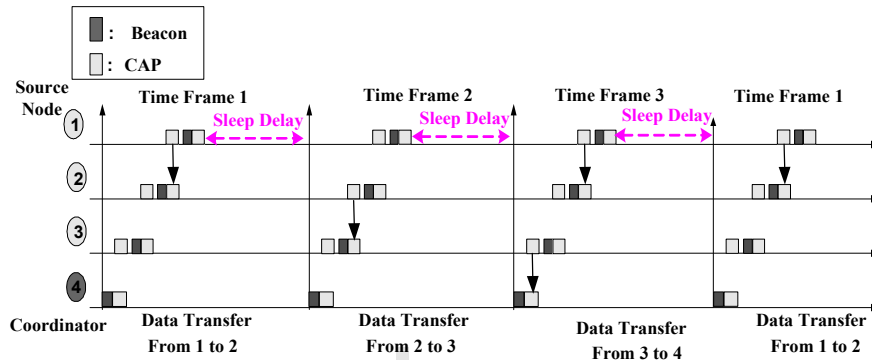 : Beacon
: CAP
Source
Node
Time Frame 1
Time Frame 2
Time Frame 3
Time Frame 1
1
Sleep Delay
Sleep Delay
Sleep Delay
2
3
4
Coordinator
Data Transfer
From 1 to 2
Data Transfer
From 2 to 3
Data Transfer
From 3 to 4
Data Transfer
From 1 to 2